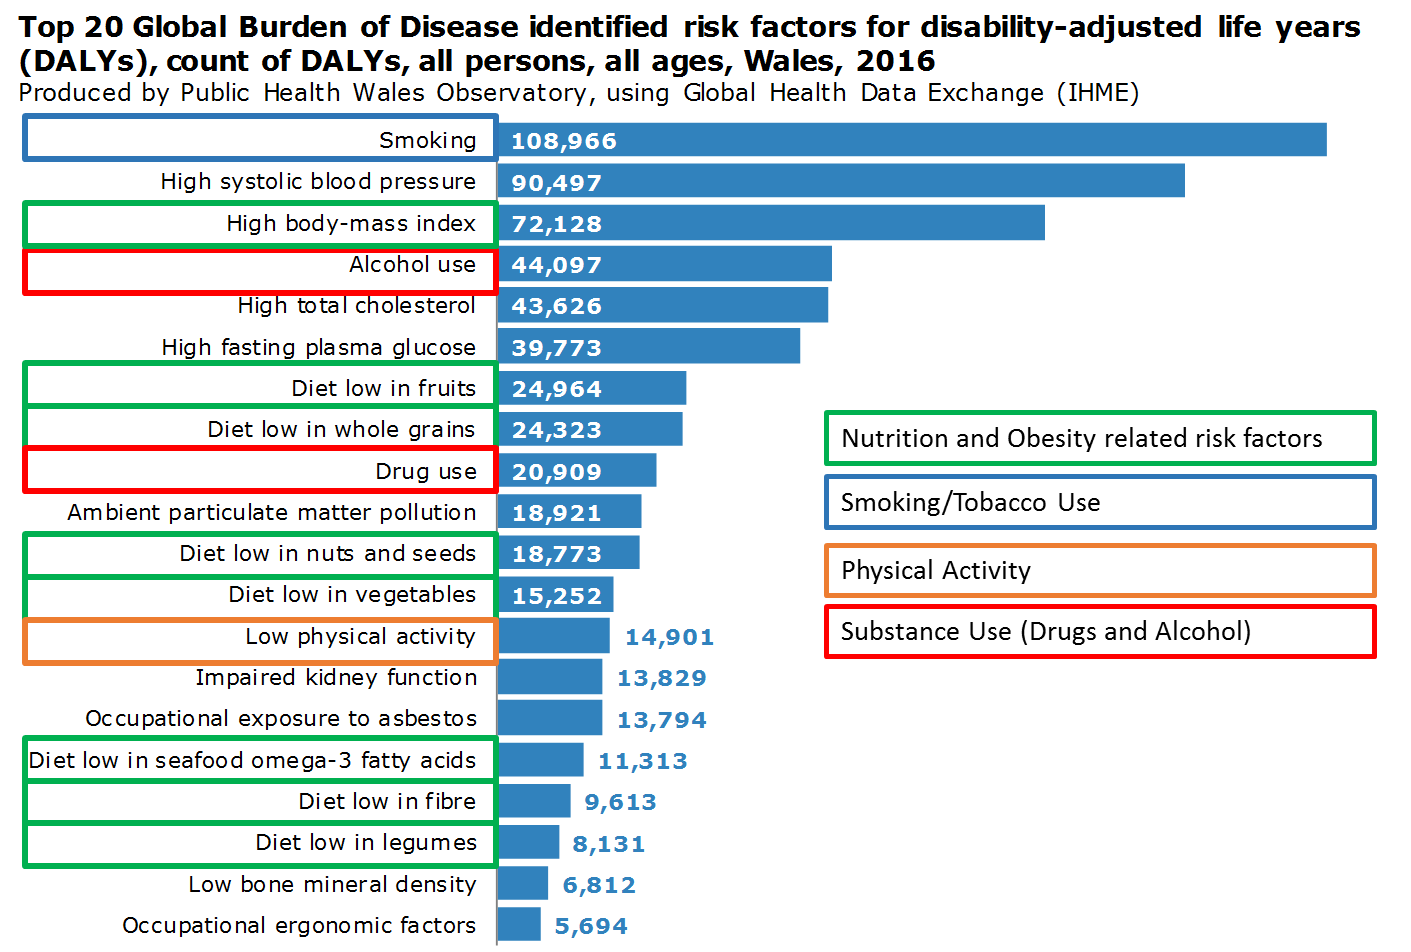 Top 20 Global Burden of Disease identified risk factors for disability-adjusted life years
(DALYs), count of DALYs, all persons, all ages, Wales, 2016
Produced by Public Health Wales Observatory, using Global Health Data Exchange (IHME)
Smoking 108,966
High systolic blood pressure 90,497
High body-mass index 72,128
Alcohol use 44,097
High total cholesterol 43,626
High fasting plasma glucose 39,773
Diet low in fruits 24,964
Diet low in whole grains 24,323
Drug use 20,909
Ambient particulate matter pollution 18,921
Diet low in nuts and seeds 18,773
Diet low in vegetables 15,252
Low physical activity 14,901
Impaired kidney function 13,829
Occupational exposure to asbestos 13,794
Diet low in seafood omega-3 fatty acids 11,313
Diet low in fibre 9,613
Diet low in legumes 8,131
Low bone mineral density 6,812
Occupational ergonomic factors 5,694
Nutrition and Obesity related risk factors
Smoking/Tobacco Use
Physical Activity
Substance Use (Drugs and Alcohol)